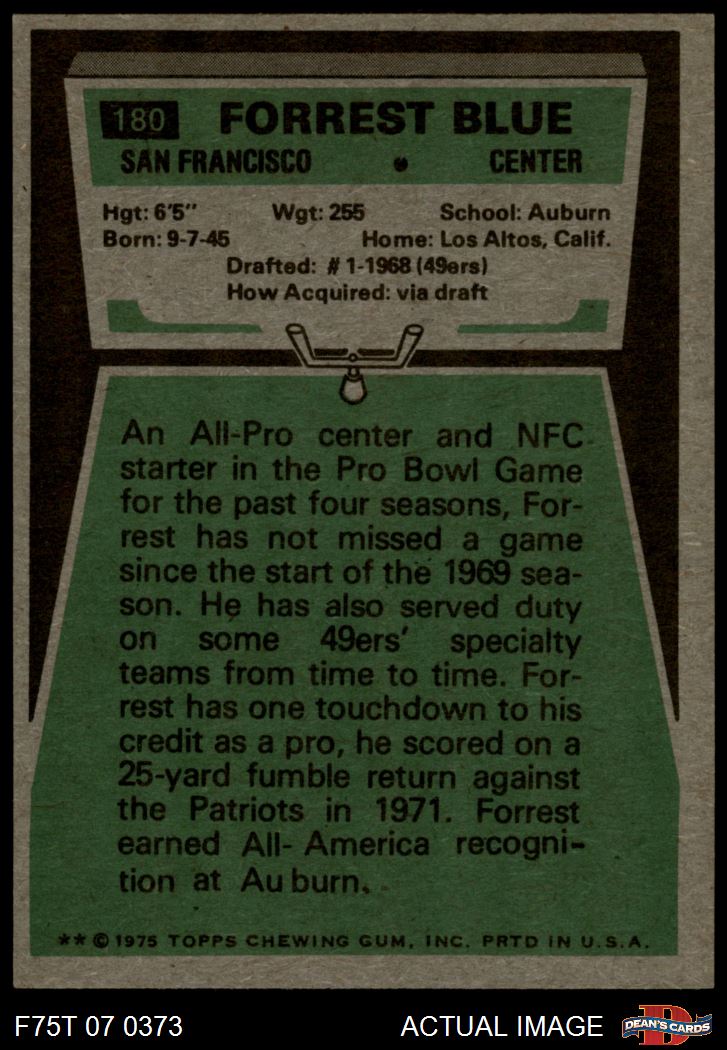 180 FORREST BLUE
SAN FRANCISCO • CENTER
Hgt: 6'5" Wgt: 255 School: Auburn
Born: 9-7-45 Home: Los Altos, Calif.
Drafted: #1-1968 (49ers)
How Acquired: via draft
An All-Pro center and NFC
starter in the Pro Bowl Game
for the past four seasons, For-
rest has not missed a game
since the start of the 1969 sea-
son. He has also served duty
on some 49ers' specialty
teams from time to time. For-
rest has one touchdown to his
credit as a pro, he scored on a
25-yard fumble return against
the Patriots in 1971. Forrest
earned All- America recogni-
tion at Au burn.
** © 1975 TOPPS CHEWING GUM, INC. PRTD IN U.S.A.
F75T 07 0373 ACTUAL IMAGE D DEAN'S CARDS